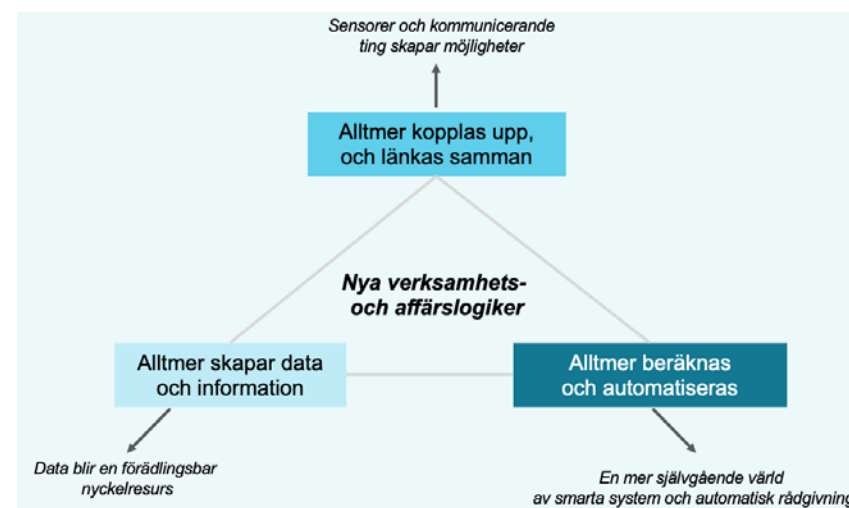 Sensorer och kommunicerande
ting skapar möjligheter
Alltmer kopplas upp,
och länkas samman
Nya verksamhets-
och affärslogiker
Alltmer skapar data
och information
Alltmer beräknas
och automatiseras
Data blir en förädlingsbar
nyckelresurs
En mer självgående värld
av smarta system och automatisk rådgivning